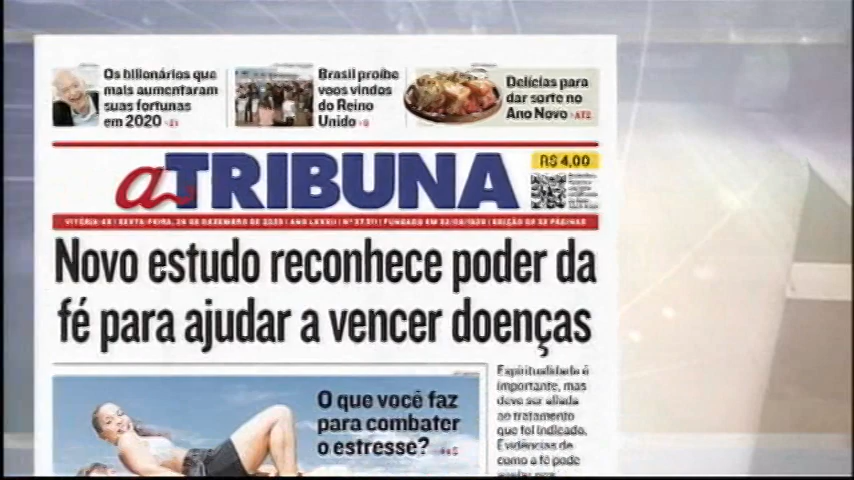 Os bilionários que
mais aumentaram
suas fortunas
em 2020
Brasil proíbe
voos vindos
do Reino
Unido
Delícias para
dar sorte no
Ano Novo AT2
a TRIBUNA
R$ 4,00
Novo estudo reconhece poder da
fé para ajudar a vencer doenças
O que você faz
para combater
o estresse?
Espiritualidade é
importante, mas
deve ser aliada
ao tratamento
que foi indicado.
Evidências de
como a fé pode